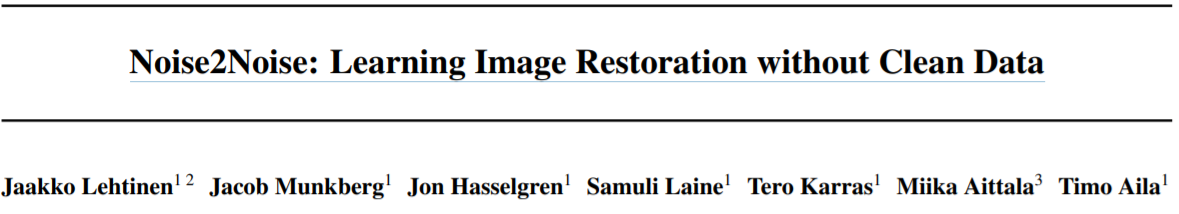 Noise2Noise: Learning Image Restoration without Clean Data
Jaakko Lehtinen1 2 Jacob Munkberg1 Jon Hasselgren1 Samuli Laine1 Tero Karras1 Miika Aittala3 Timo Aila1